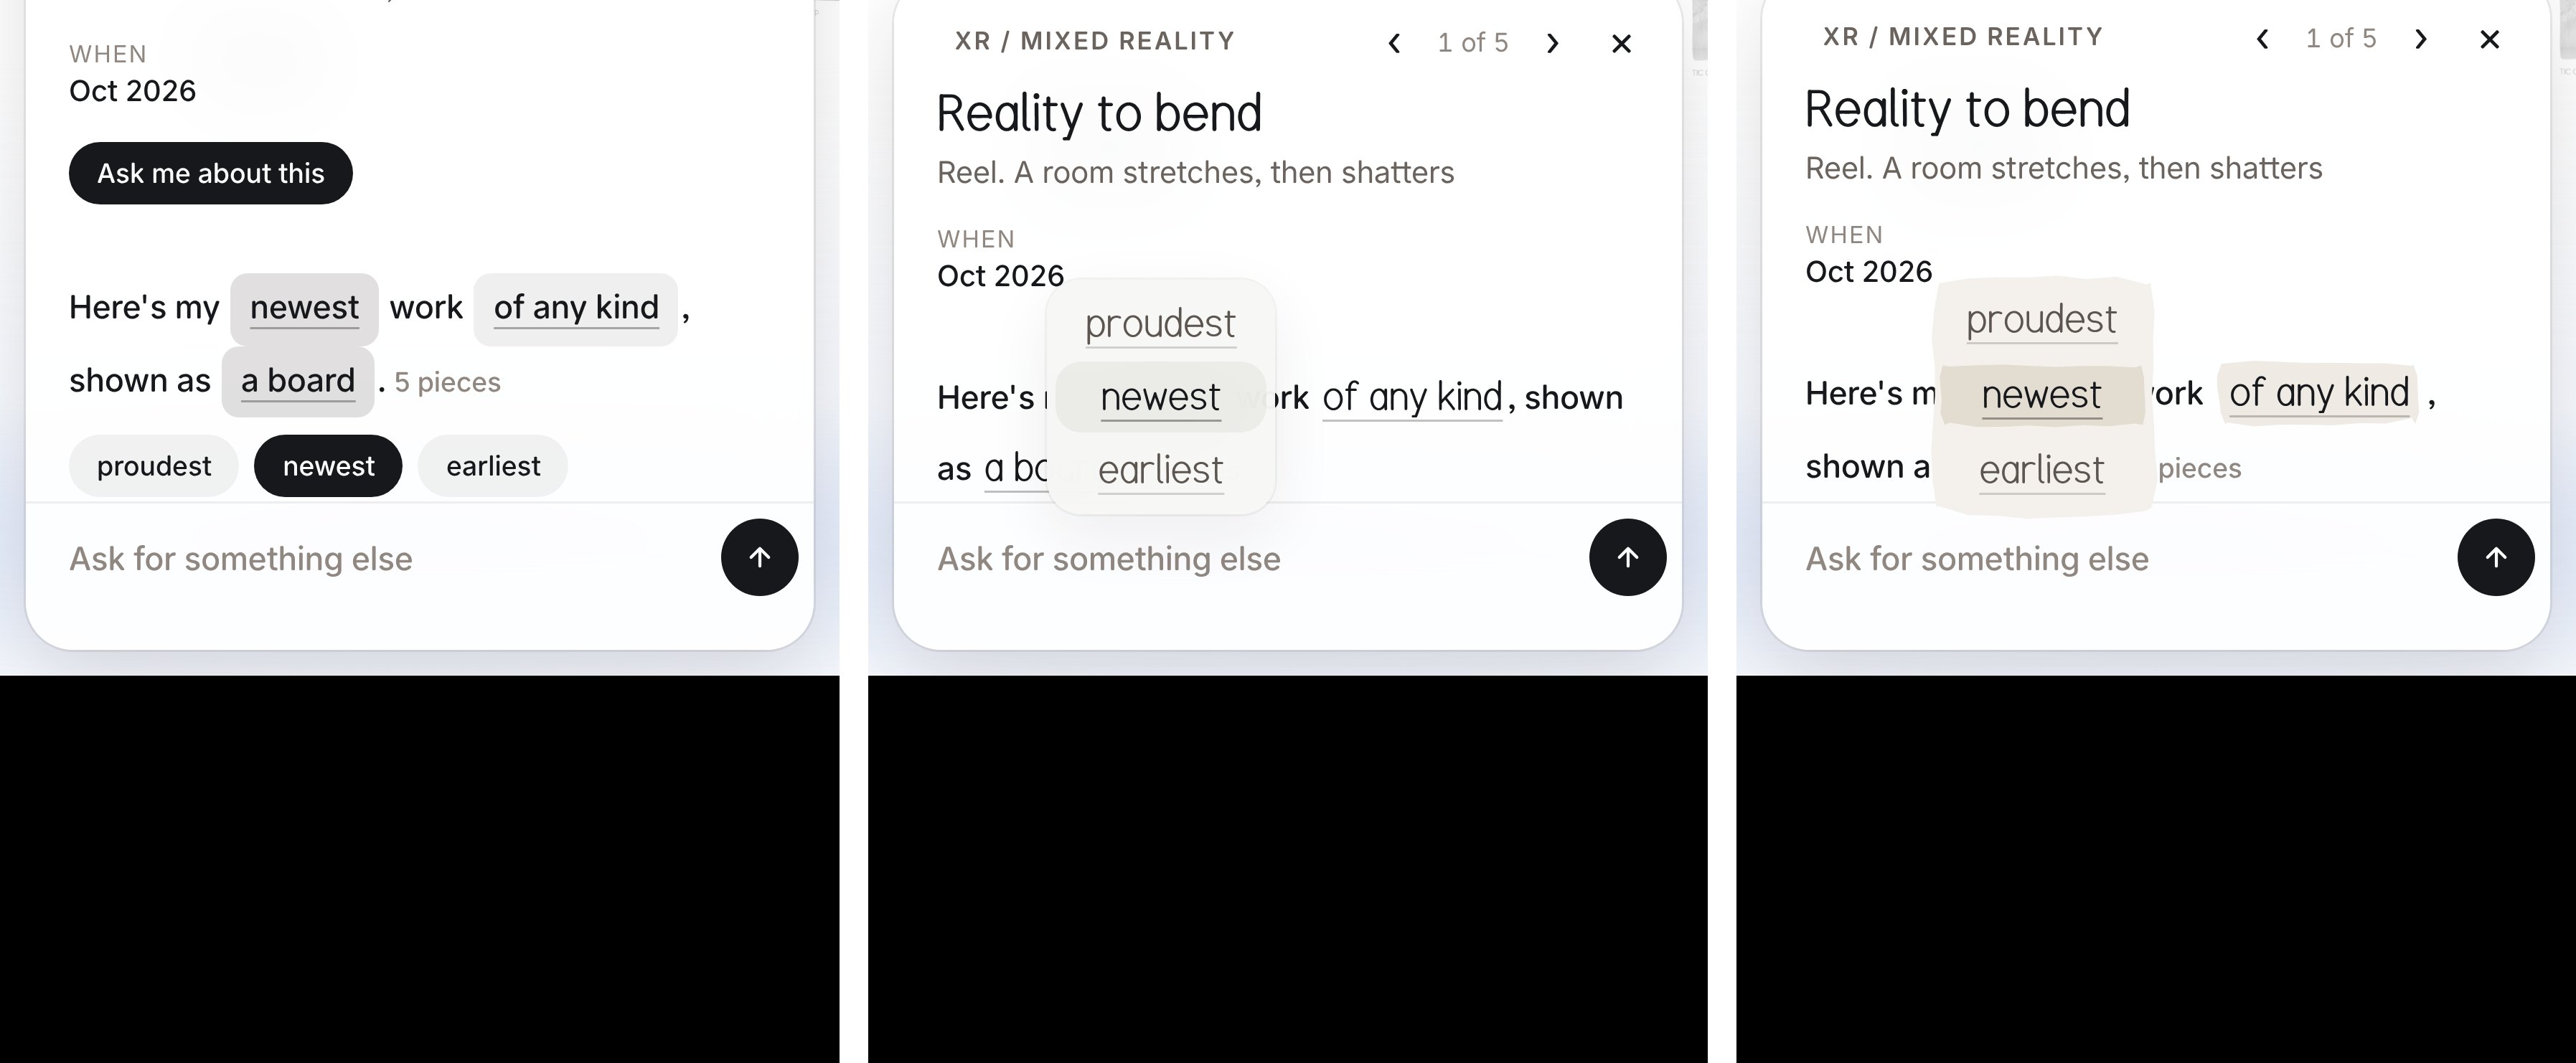 WHEN
Oct 2026
Ask me about this
Here's my newest work of any kind ,
shown as a board . 5 pieces
proudest newest earliest
Ask for something else
XR / MIXED REALITY 1 of 5
Reality to bend
Reel. A room stretches, then shatters
WHEN
Oct 2026
proudest
Here's newest of any kind, shown
as a
earliest
Ask for something else
XR / MIXED REALITY 1 of 5
Reality to bend
Reel. A room stretches, then shatters
WHEN
Oct 2026
proudest
Here's newest of any kind ,
shown earliest pieces
Ask for something else